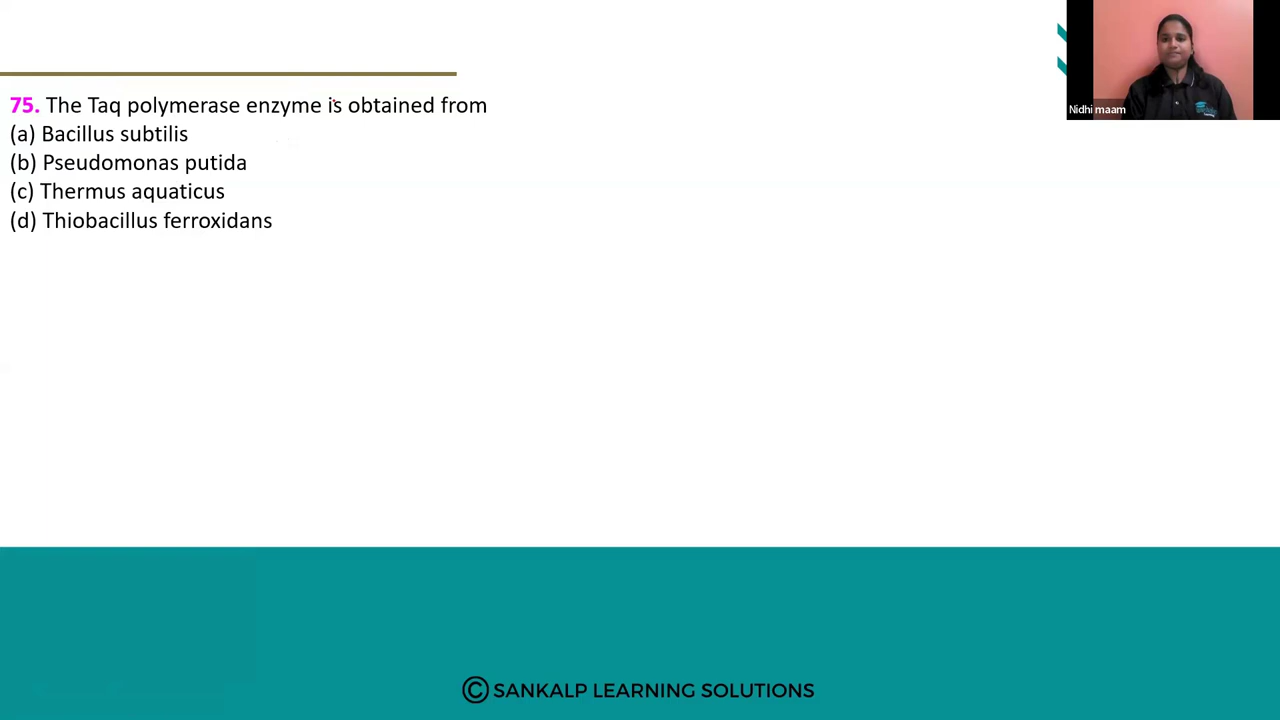 75. The Taq polymerase enzyme is obtained from
(a) Bacillus subtilis
(b) Pseudomonas putida
(c) Thermus aquaticus
(d) Thiobacillus ferroxidans
Nidhi maam
© SANKALP LEARNING SOLUTIONS